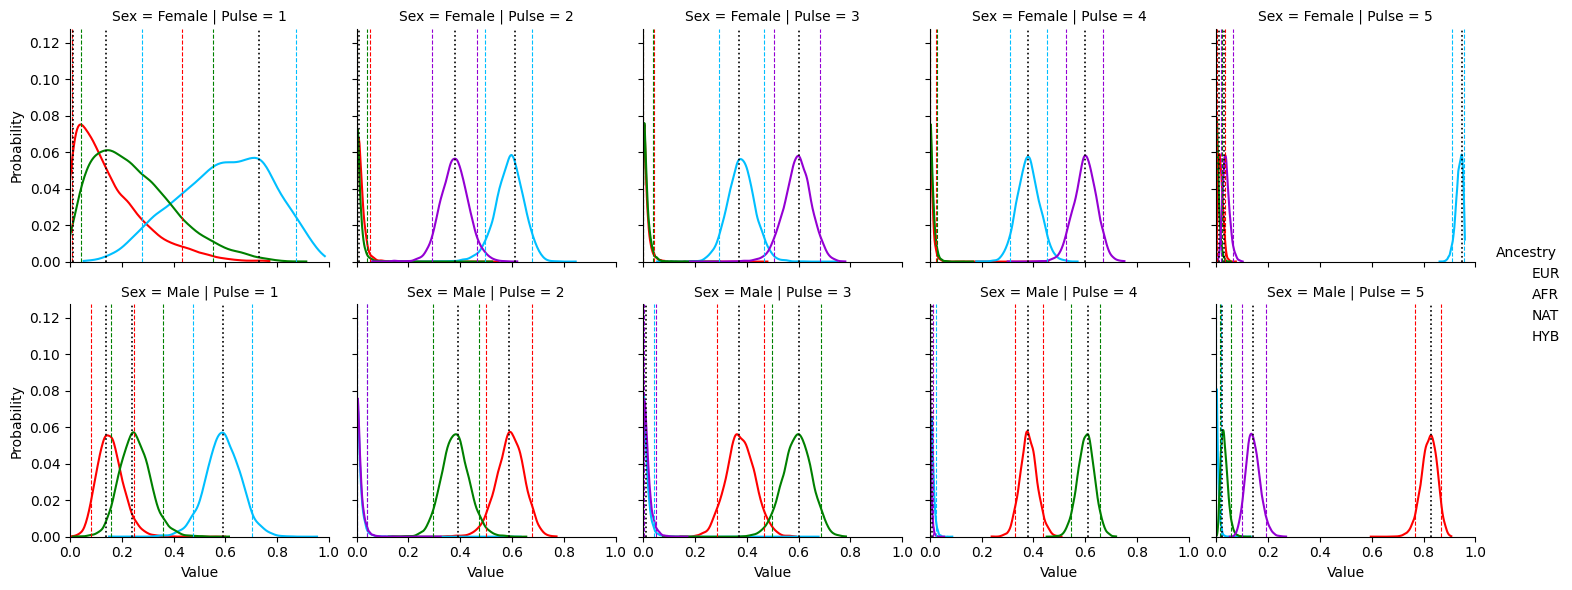 Sex = Female | Pulse = 1
Sex = Female | Pulse = 2
Sex = Female | Pulse = 3
Sex = Female | Pulse = 4
Sex = Female | Pulse = 5
0.12
0.10
0.08
0.06
0.04
0.02
0.00
Probability
Ancestry
EUR
AFR
NAT
HYB
Sex = Male | Pulse = 1
Sex = Male | Pulse = 2
Sex = Male | Pulse = 3
Sex = Male | Pulse = 4
Sex = Male | Pulse = 5
0.12
0.10
0.08
0.06
0.04
0.02
0.00
Probability
0.0 0.2 0.4 0.6 0.8 1.0
0.0 0.2 0.4 0.6 0.8 1.0
0.0 0.2 0.4 0.6 0.8 1.0
0.0 0.2 0.4 0.6 0.8 1.0
0.0 0.2 0.4 0.6 0.8 1.0
Value
Value
Value
Value
Value